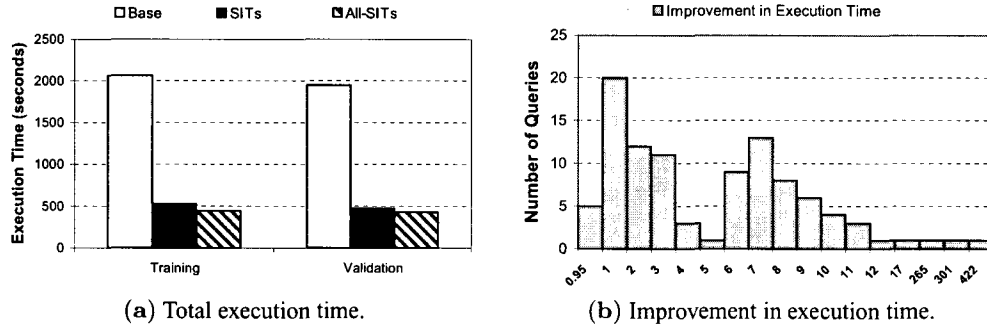 Base SITs All-SITs
Execution Time (seconds)
2500
2000
1500
1000
500
0
Training Validation
(a) Total execution time.
Improvement in Execution Time
Number of Queries
25
20
15
10
5
0
0.95 1 2 3 4 5 6 7 8 9 10 11 12 17 265 301 422
(b) Improvement in execution time.